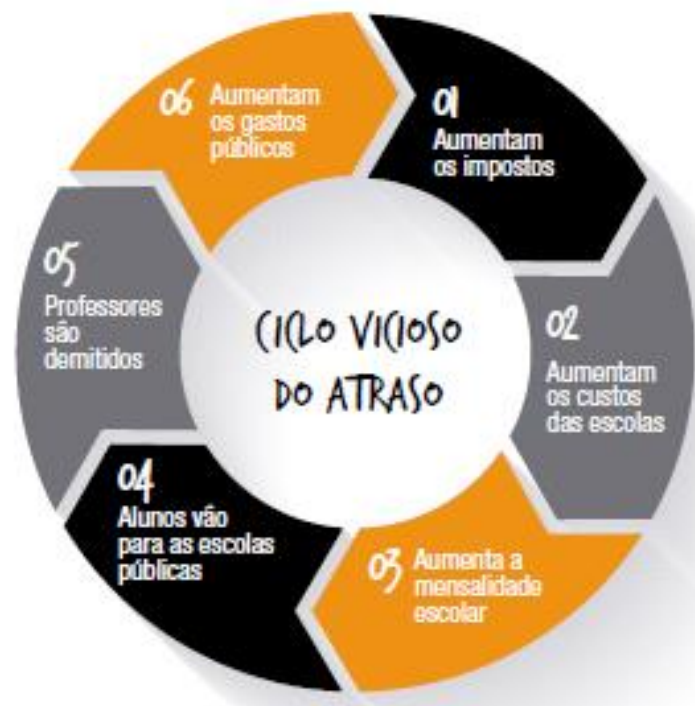 CICLO VICIOSO
DO ATRASO
01
Aumentam
os impostos
02
Aumentam
os custos
das escolas
03
Aumenta a
mensalidade
escolar
04
Alunos vão
para as escolas
públicas
05
Professores
são
demitidos
06
Aumentam
os gastos
públicos